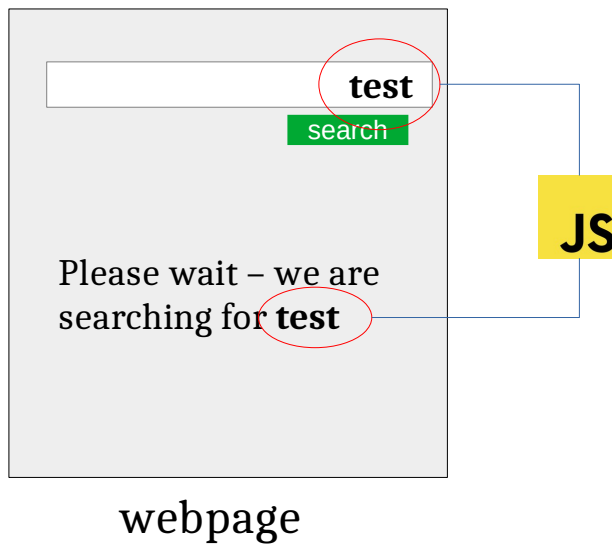 test
search
JS
Please wait – we are
searching for test
webpage